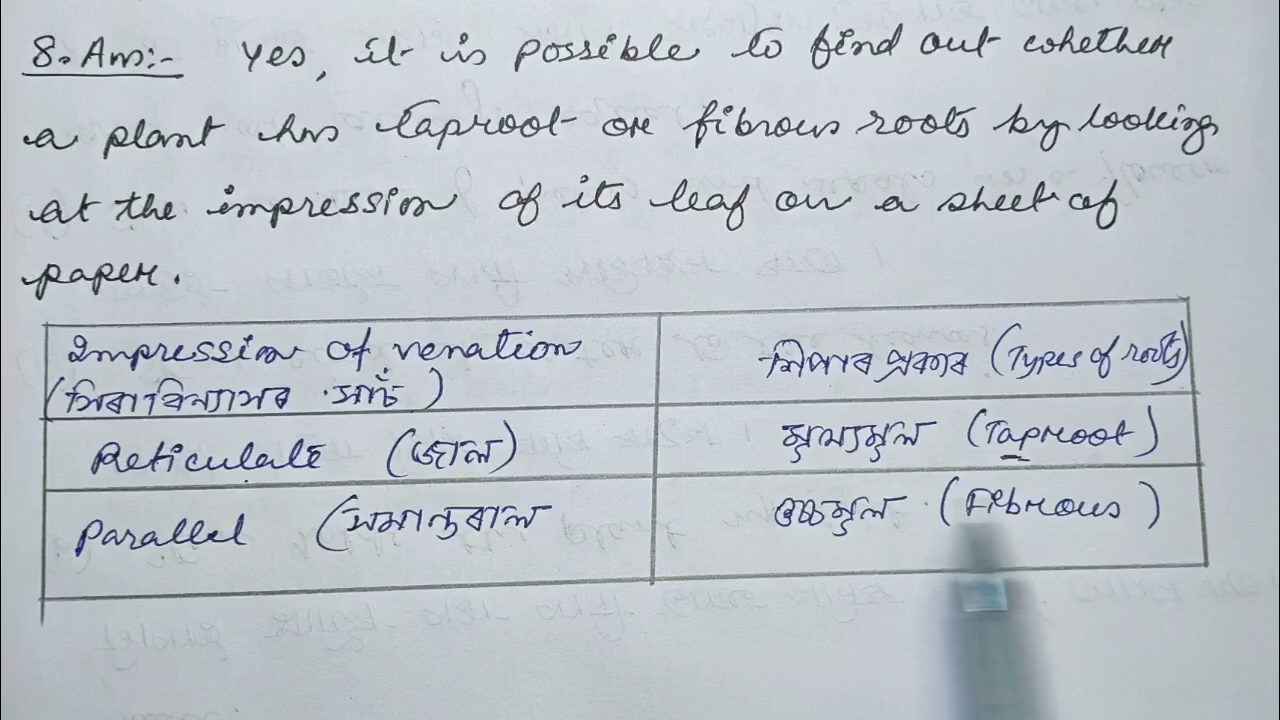 8. Ans:- Yes, it is possible to find out whether
a plant has taproot or fibrous roots by looking
at the impression of its leaf on a sheet of
paper.
Impression of venation
(শিৰাবিন্যাসৰ সাঁচ)
শিপাৰ প্ৰকাৰ (Types of roots)
Reticulate (জাল)
মুখ্যমূল (Taproot)
Parallel (সমান্তৰাল
গুচ্ছমূল (Fibrous)